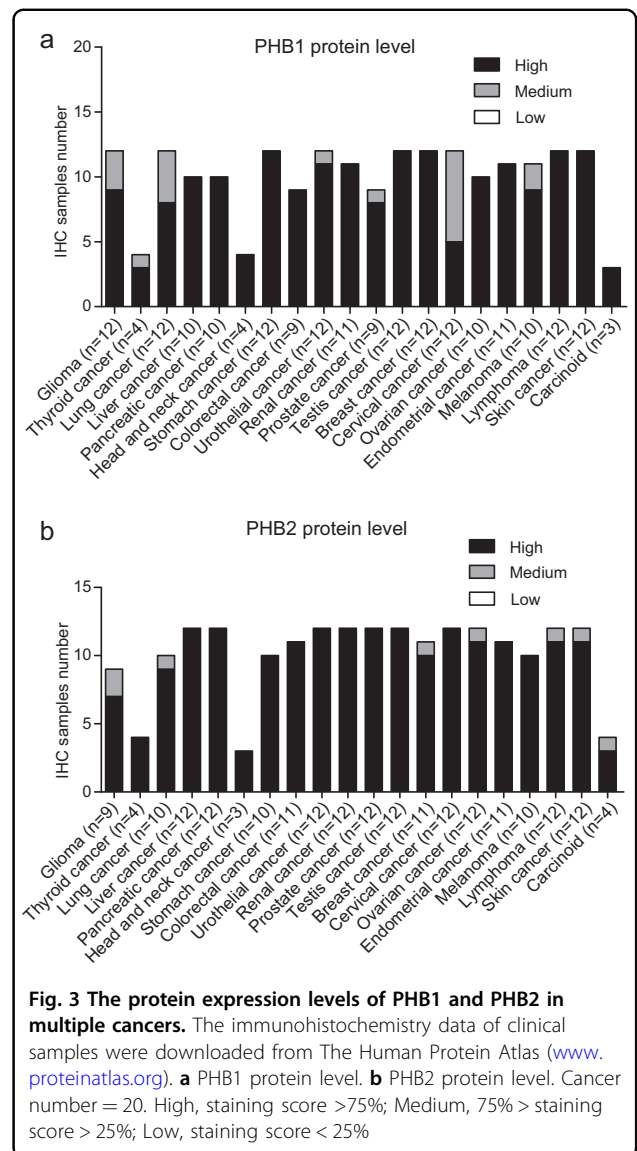 a
PHB1 protein level
High
Medium
Low
IHC samples number
20
15
10
5
0
Glioma (n=12)
Thyroid cancer (n=4)
Lung cancer (n=12)
Liver cancer (n=10)
Pancreatic cancer (n=10)
Head and neck cancer (n=4)
Stomach cancer (n=12)
Colorectal cancer (n=9)
Urothelial cancer (n=12)
Renal cancer (n=11)
Prostate cancer (n=9)
Testis cancer (n=12)
Breast cancer (n=12)
Cervical cancer (n=12)
Ovarian cancer (n=10)
Endometrial cancer (n=11)
Melanoma (n=10)
Lymphoma (n=12)
Skin cancer (n=12)
Carcinoid (n=3)
b
PHB2 protein level
High
Medium
Low
IHC samples number
15
10
5
0
Glioma (n=9)
Thyroid cancer (n=4)
Lung cancer (n=10)
Liver cancer (n=12)
Pancreatic cancer (n=12)
Head and neck cancer (n=3)
Stomach cancer (n=10)
Colorectal cancer (n=11)
Urothelial cancer (n=12)
Renal cancer (n=12)
Prostate cancer (n=12)
Testis cancer (n=12)
Breast cancer (n=11)
Cervical cancer (n=12)
Ovarian cancer (n=12)
Endometrial cancer (n=11)
Melanoma (n=10)
Lymphoma (n=12)
Skin cancer (n=12)
Carcinoid (n=4)
Fig. 3 The protein expression levels of PHB1 and PHB2 in
multiple cancers. The immunohistochemistry data of clinical
samples were downloaded from The Human Protein Atlas (www.
proteinatlas.org). a PHB1 protein level. b PHB2 protein level. Cancer
number = 20. High, staining score >75%; Medium, 75% > staining
score > 25%; Low, staining score < 25%